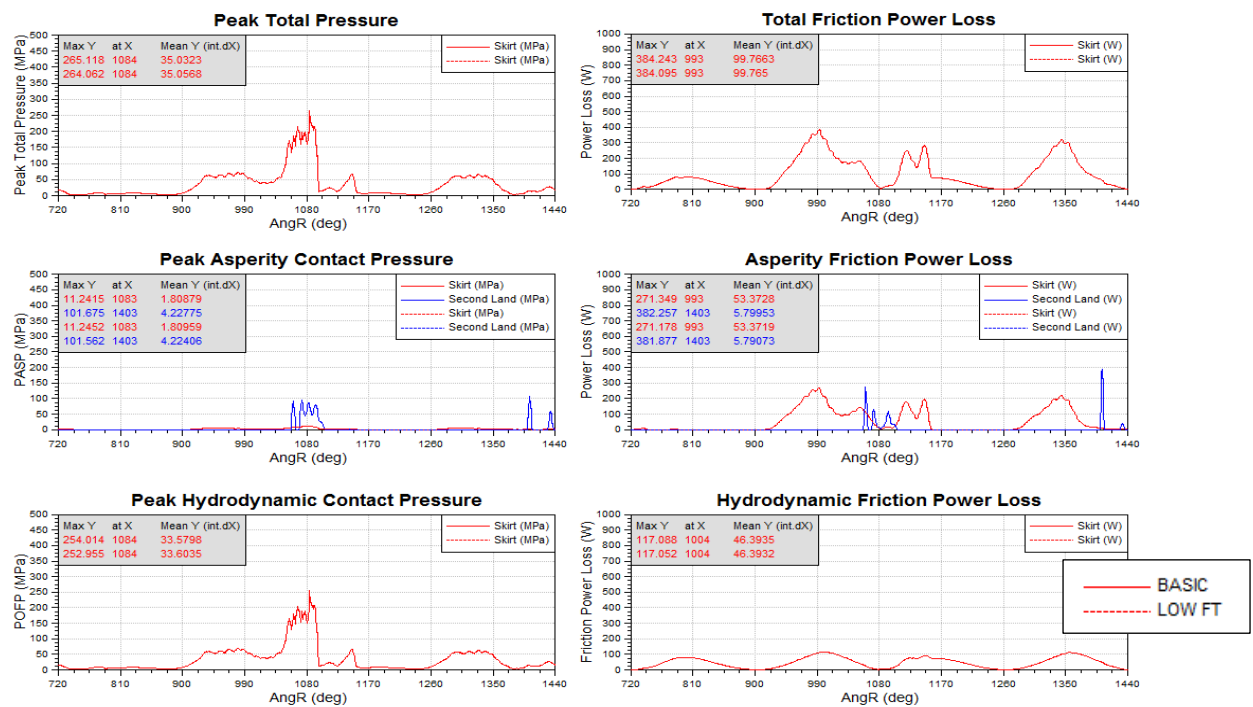 Peak Total Pressure
Max Y at X Mean Y (int.dX)
265.118 1084 35.0323
264.062 1084 35.0568
Skirt (MPa)
Skirt (MPa)
Peak Total Pressure (MPa)
500
450
400
350
300
250
200
150
100
50
0
720 810 900 990 1080 1170 1260 1350 1440
AngR (deg)
Total Friction Power Loss
Max Y at X Mean Y (int.dX)
384.243 993 99.7663
384.095 993 99.765
Skirt (W)
Skirt (W)
Power Loss (W)
1000
900
800
700
600
500
400
300
200
100
0
720 810 900 990 1080 1170 1260 1350 1440
AngR (deg)
Peak Asperity Contact Pressure
Max Y at X Mean Y (int.dX)
11.2415 1083 1.80879
101.675 1403 4.22775
11.2452 1083 1.80959
101.562 1403 4.22406
Skirt (MPa)
Second Land (MPa)
Skirt (MPa)
Second Land (MPa)
PASP (MPa)
500
450
400
350
300
250
200
150
100
50
0
720 810 900 990 1080 1170 1260 1350 1440
AngR (deg)
Asperity Friction Power Loss
Max Y at X Mean Y (int.dX)
271.349 993 53.3728
382.257 1403 5.79953
271.178 993 53.3719
381.877 1403 5.79073
Skirt (W)
Second Land (W)
Skirt (W)
Second Land (W)
Power Loss (W)
1000
900
800
700
600
500
400
300
200
100
0
720 810 900 990 1080 1170 1260 1350 1440
AngR (deg)
Peak Hydrodynamic Contact Pressure
Max Y at X Mean Y (int.dX)
254.014 1084 33.5798
252.955 1084 33.6035
Skirt (MPa)
Skirt (MPa)
POFP (MPa)
500
450
400
350
300
250
200
150
100
50
0
720 810 900 990 1080 1170 1260 1350 1440
AngR (deg)
Hydrodynamic Friction Power Loss
Max Y at X Mean Y (int.dX)
117.088 1004 46.3935
117.052 1004 46.3932
Skirt (W)
Skirt (W)
Friction Power Loss (W)
1000
900
800
700
600
500
400
300
200
100
0
720 810 900 990 1080 1170 1260 1350 1440
AngR (deg)
BASIC
LOW FT